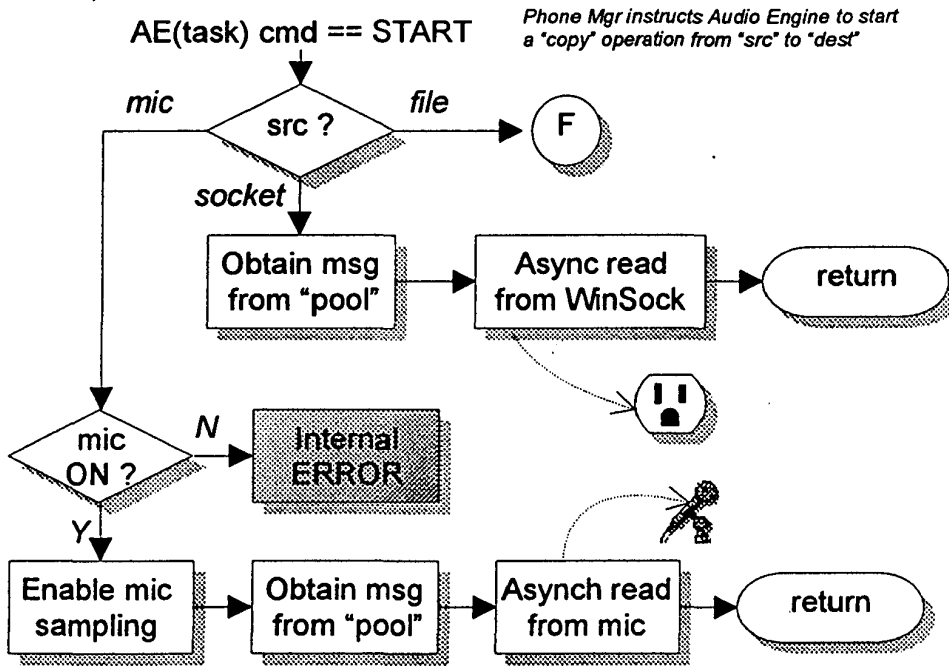 AE(task) cmd == START
Phone Mgr instructs Audio Engine to start
a "copy" operation from "src" to "dest"
mic
src ?
file
F
socket
Obtain msg
from "pool"
Async read
from WinSock
return
mic
ON ?
N
Internal
ERROR
Y
Enable mic
sampling
Obtain msg
from "pool"
Asynch read
from mic
return